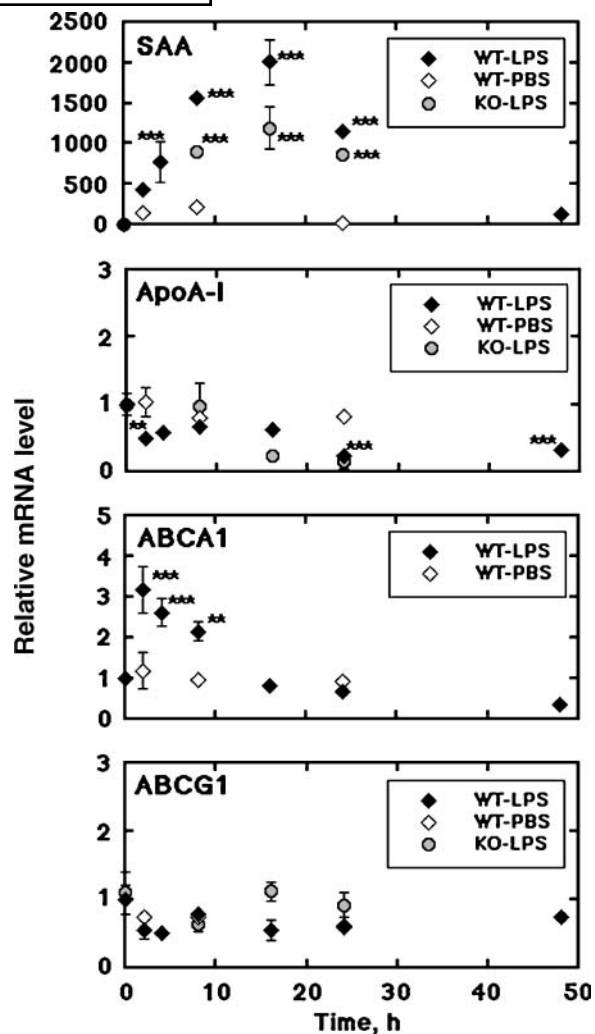 SAA
2500
2000
1500
1000
500
0
***
***
***
***
***
***
***
WT-LPS
WT-PBS
KO-LPS
ApoA-I
3
2
1
0
**
***
***
WT-LPS
WT-PBS
KO-LPS
Relative mRNA level
ABCA1
5
4
3
2
1
0
***
***
**
WT-LPS
WT-PBS
ABCG1
3
2
1
0
WT-LPS
WT-PBS
KO-LPS
0 10 20 30 40 50
Time, h